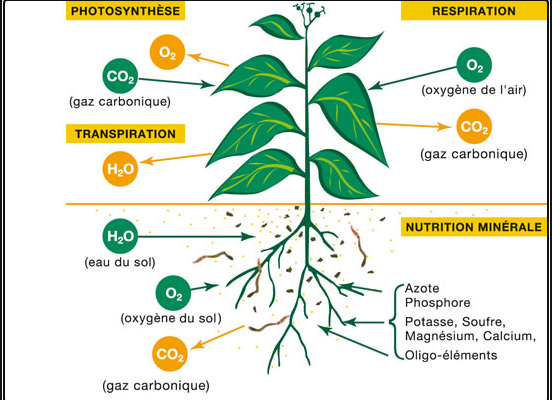 PHOTOSYNTHÈSE
O₂
CO₂
(gaz carbonique)
TRANSPIRATION
H₂O
RESPIRATION
O₂
(oxygène de l'air)
CO₂
(gaz carbonique)
H₂O
(eau du sol)
O₂
(oxygène du sol)
CO₂
(gaz carbonique)
NUTRITION MINÉRALE
Azote
Phosphore
Potasse, Soufre,
Magnésium, Calcium,
Oligo-éléments